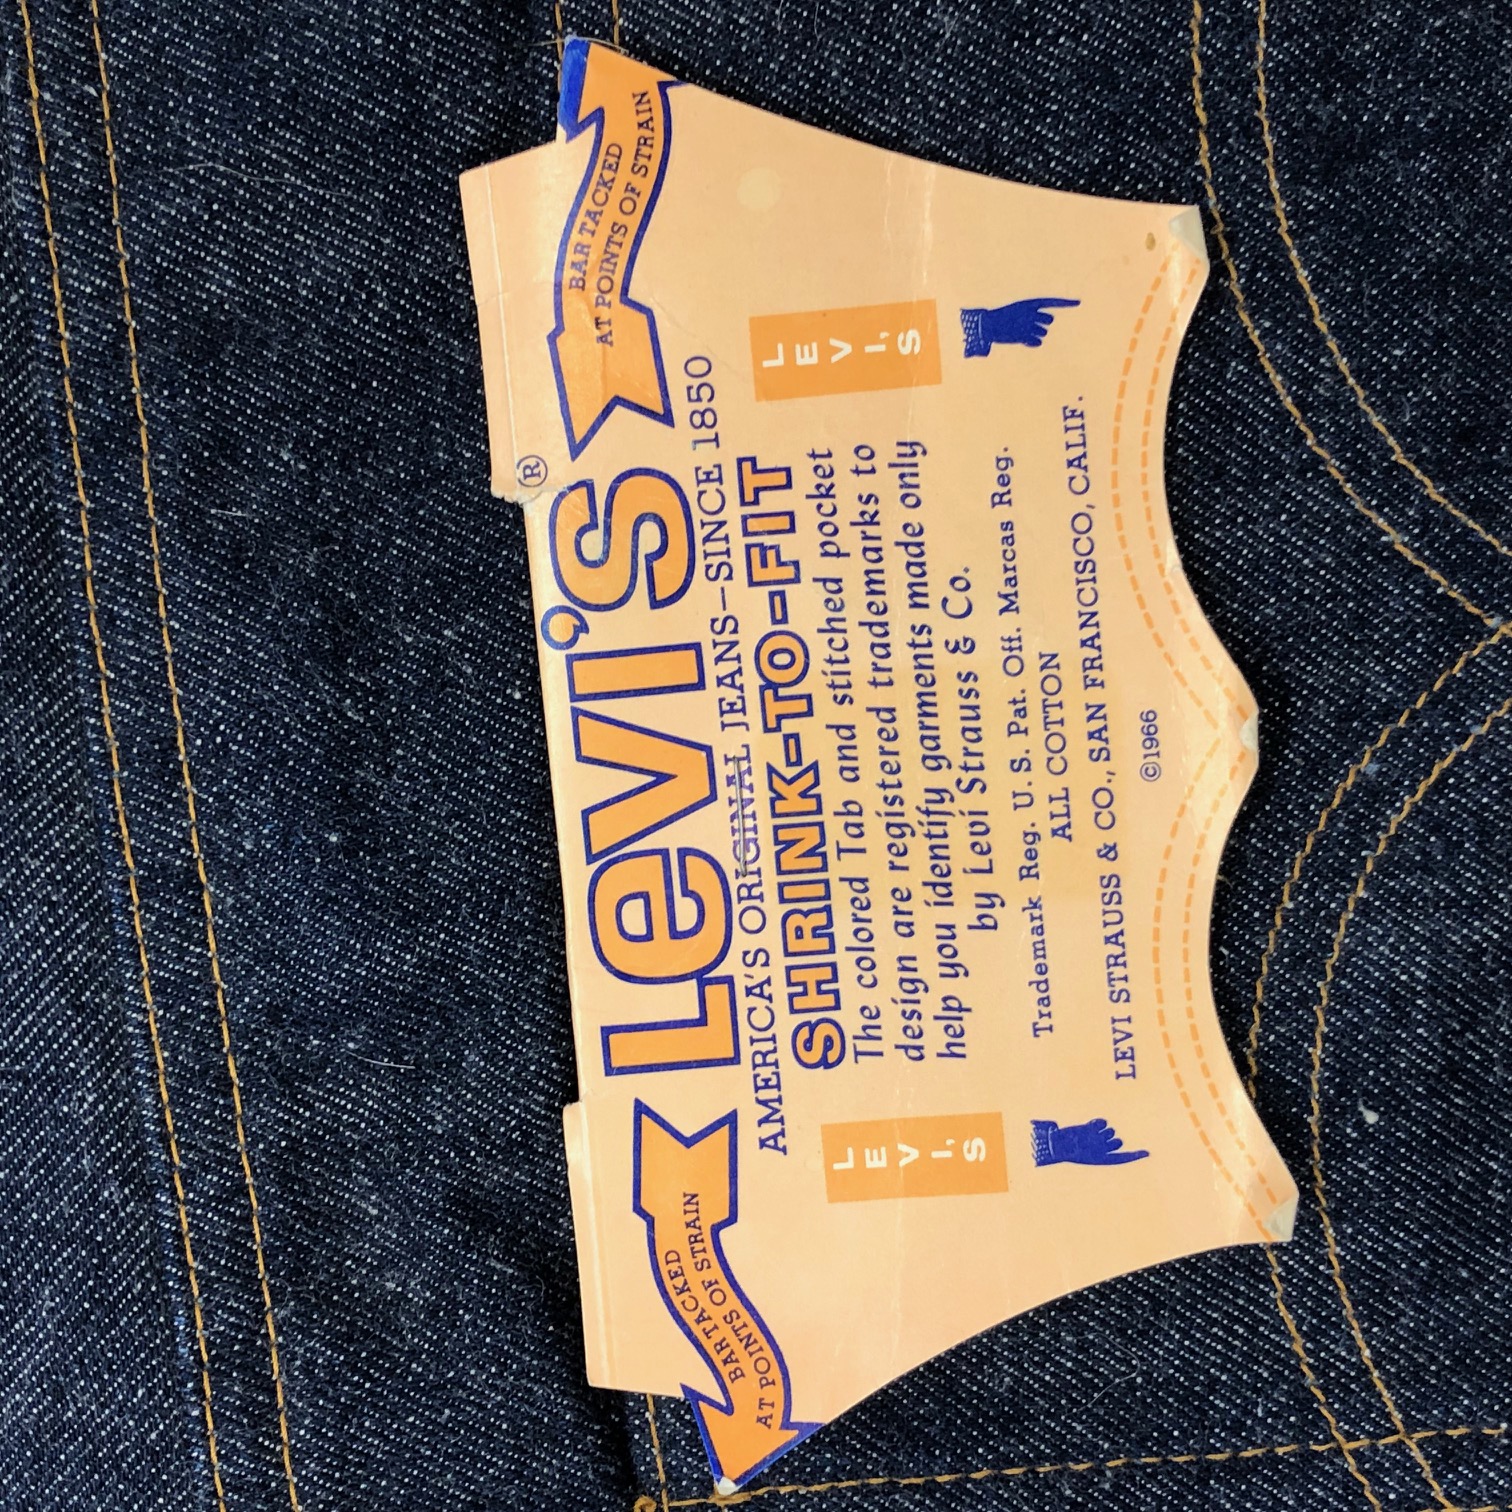 BAR TACKED
AT POINTS OF STRAIN
LEVI'S®
BAR TACKED
AT POINTS OF STRAIN
AMERICA'S ORIGINAL JEANS—SINCE 1850
SHRINK-TO-FIT
L
E
V
I'
S
The colored Tab and stitched pocket
design are registered trademarks to
help you identify garments made only
by Levi Strauss & Co.
L
E
V
I'
S
Trademark Reg. U. S. Pat. Off. Marcas Reg.
ALL COTTON
LEVI STRAUSS & CO., SAN FRANCISCO, CALIF.
©1966